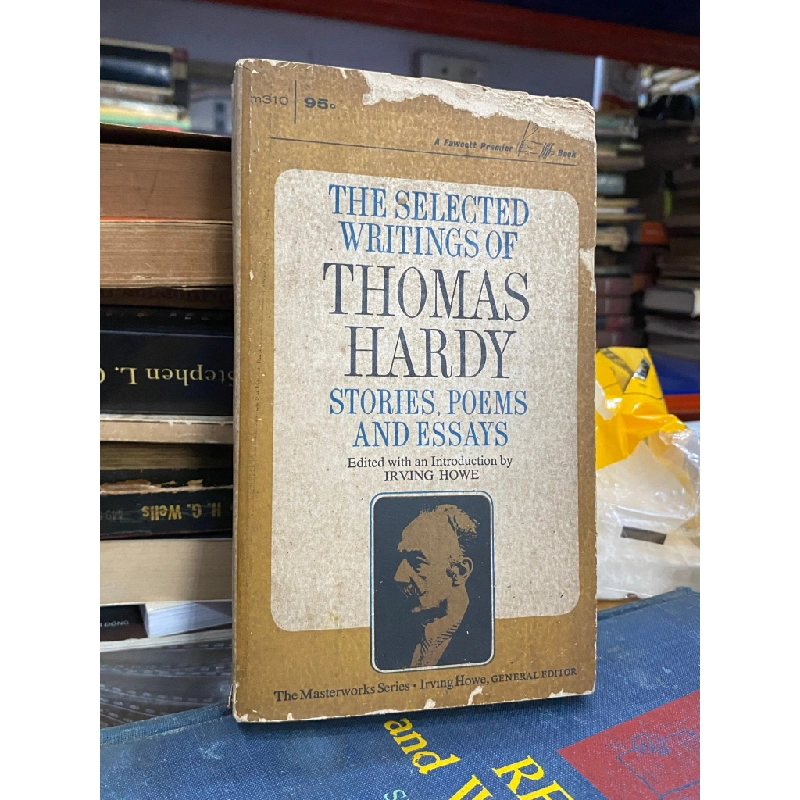 m310 95c
A Fawcett Premier Book
THE SELECTED
WRITINGS OF
THOMAS
HARDY
STORIES, POEMS
AND ESSAYS
Edited with an Introduction by
IRVING HOWE
The Masterworks Series • Irving Howe, GENERAL EDITOR
Stephen L.
H. G. Wells
RE
and W